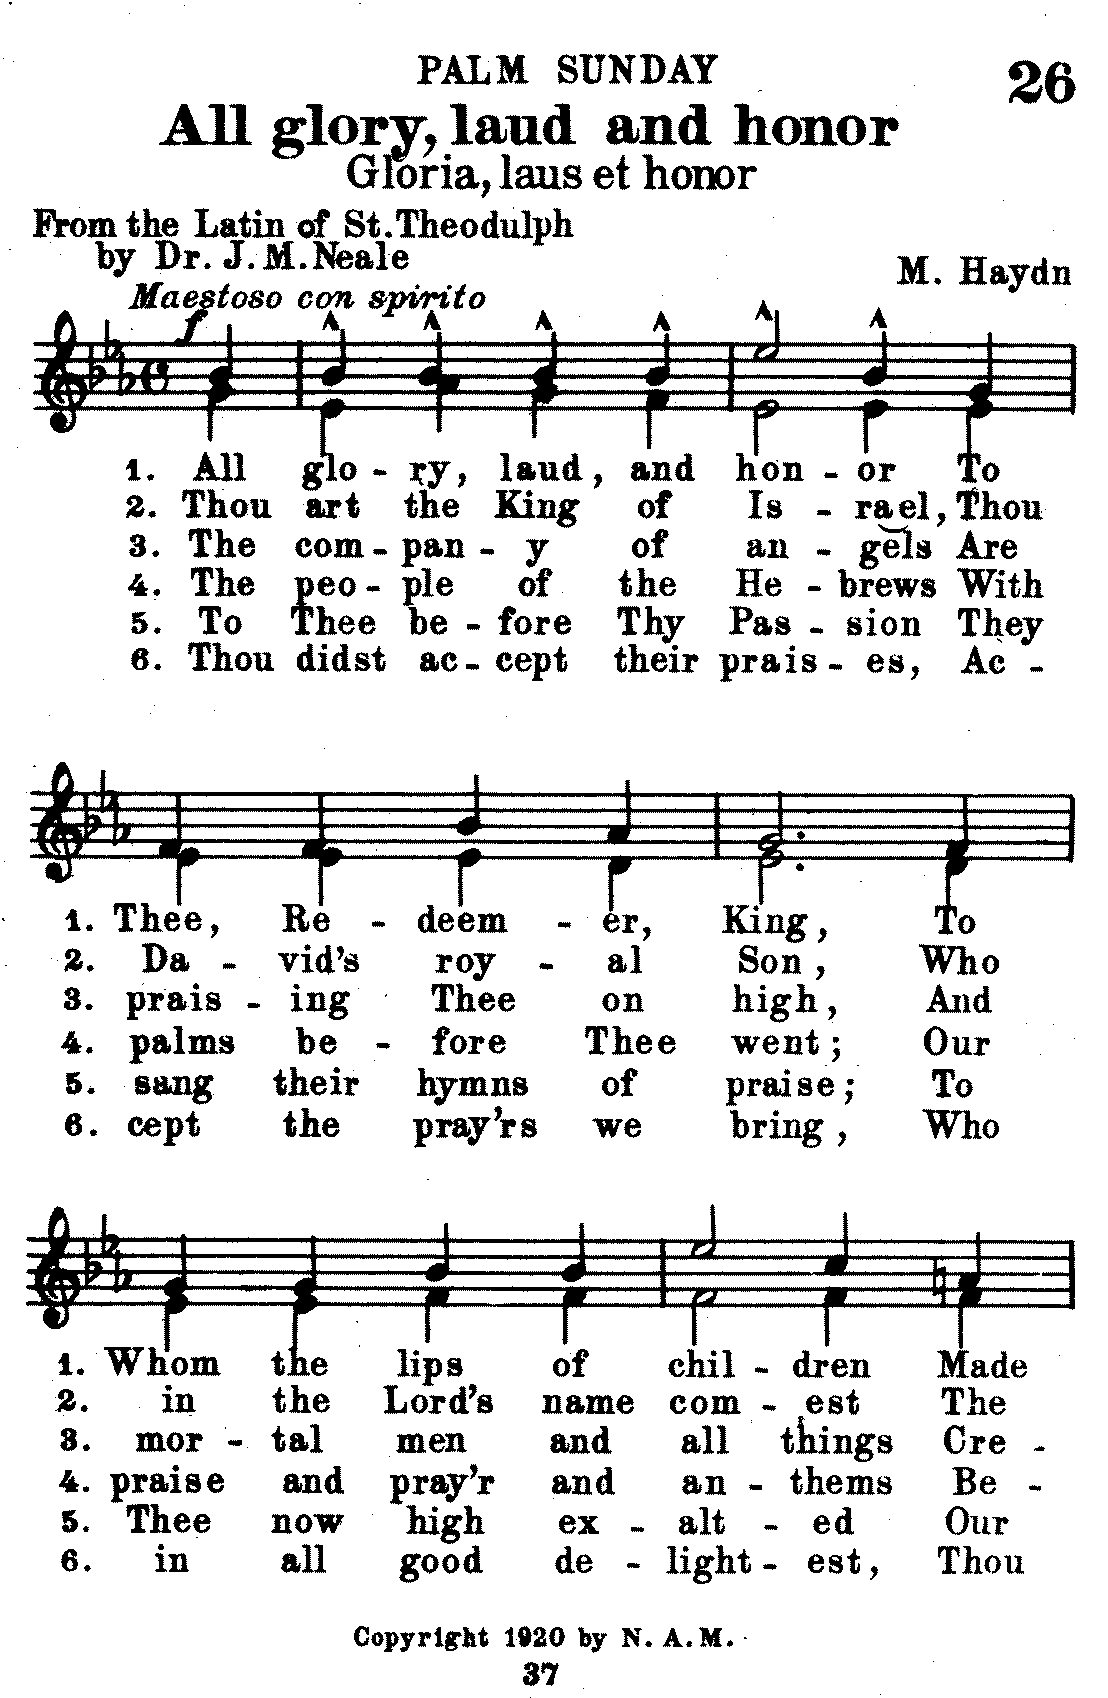 PALM SUNDAY
26
All glory, laud and honor
Gloria, laus et honor
From the Latin of St. Theodulph
by Dr. J. M. Neale
M. Haydn
Maestoso con spirito
f
1. All glo - ry, laud, and hon - or To
2. Thou art the King of Is - rael, Thou
3. The com - pan - y of an - gels Are
4. The peo - ple of the He - brews With
5. To Thee be - fore Thy Pas - sion They
6. Thou didst ac - cept their prais - es, Ac -
1. Thee, Re - deem - er, King, To
2. Da - vid's roy - al Son, Who
3. prais - ing Thee on high, And
4. palms be - fore Thee went; Our
5. sang their hymns of praise; To
6. cept the pray'rs we bring, Who
1. Whom the lips of chil - dren Made
2. in the Lord's name com - est The
3. mor - tal men and all things Cre -
4. praise and pray'r and an - thems Be -
5. Thee now high ex - alt - ed Our
6. in all good de - light - est, Thou
Copyright 1920 by N. A. M.
37